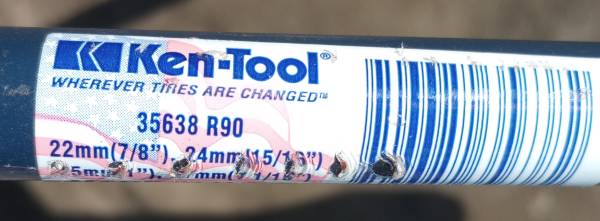 Ken-Tool®
WHEREVER TIRES ARE CHANGED™
35638 R90
22mm(7/8"), 24mm(15/16")